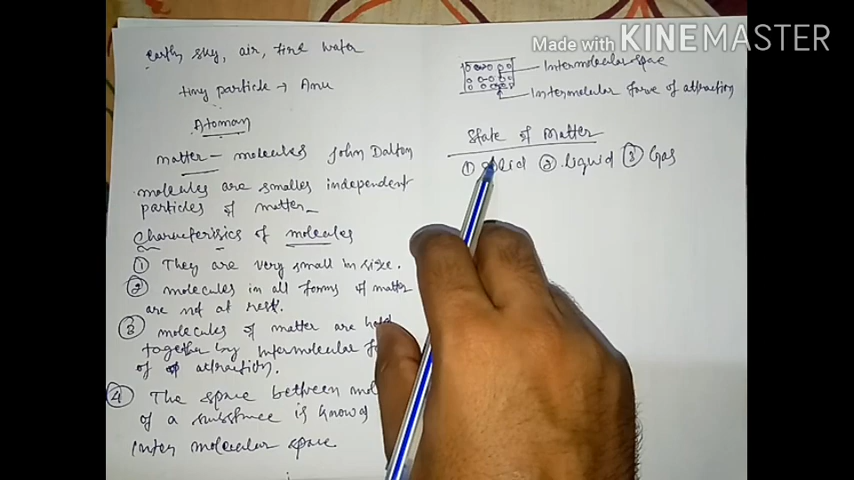 Made with KINEMASTER
earth, sky, air, fire water
tiny particle → Anu
Atoman
matter - molecules John Dalton
molecules are smalles independent
particles of matter -
Characterisics of molecules
① They are very small in size.
② molecules in all forms of matter
are not at rest.
③ molecules of matter are held
together by Intermolecular
of attraction.
④ The space between
of a substance is known
Inter molecular space
Intermolecular space
Intermolecular force of attraction
State of Matter
① Solid ② liquid ③ Gas